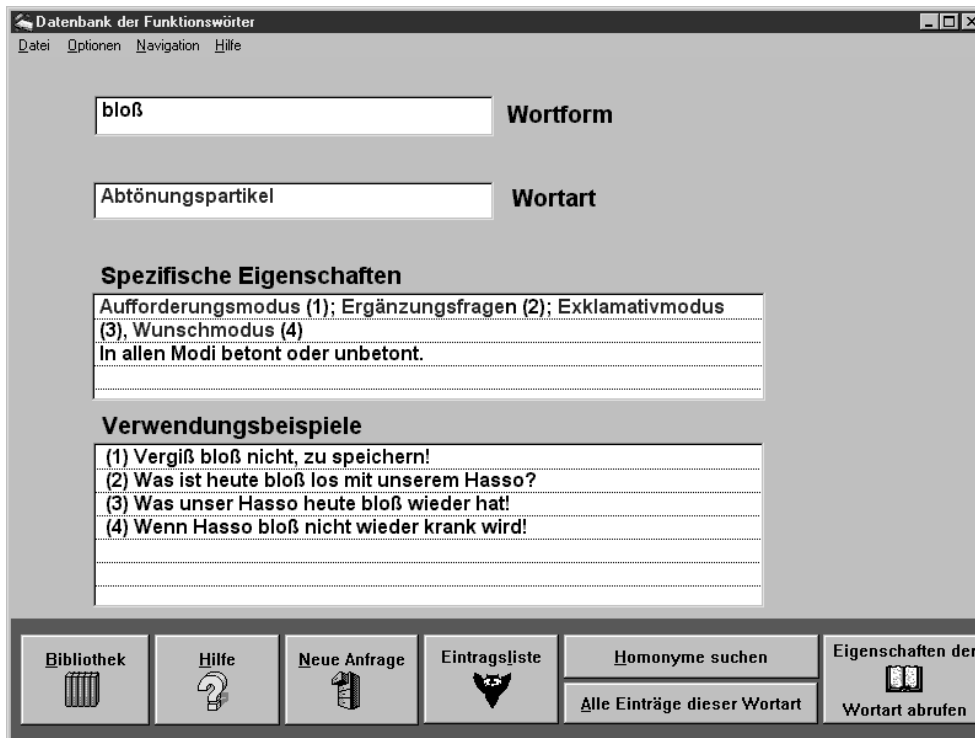 Datenbank der Funktionswörter
Datei Optionen Navigation Hilfe
bloß Wortform
Abtönungspartikel Wortart
Spezifische Eigenschaften
Aufforderungsmodus (1); Ergänzungsfragen (2); Exklamativmodus
(3), Wunschmodus (4)
In allen Modi betont oder unbetont.
Verwendungsbeispiele
(1) Vergiß bloß nicht, zu speichern!
(2) Was ist heute bloß los mit unserem Hasso?
(3) Was unser Hasso heute bloß wieder hat!
(4) Wenn Hasso bloß nicht wieder krank wird!
Bibliothek
Hilfe
Neue Anfrage
Eintragsliste
Homonyme suchen
Alle Einträge dieser Wortart
Eigenschaften der
Wortart abrufen